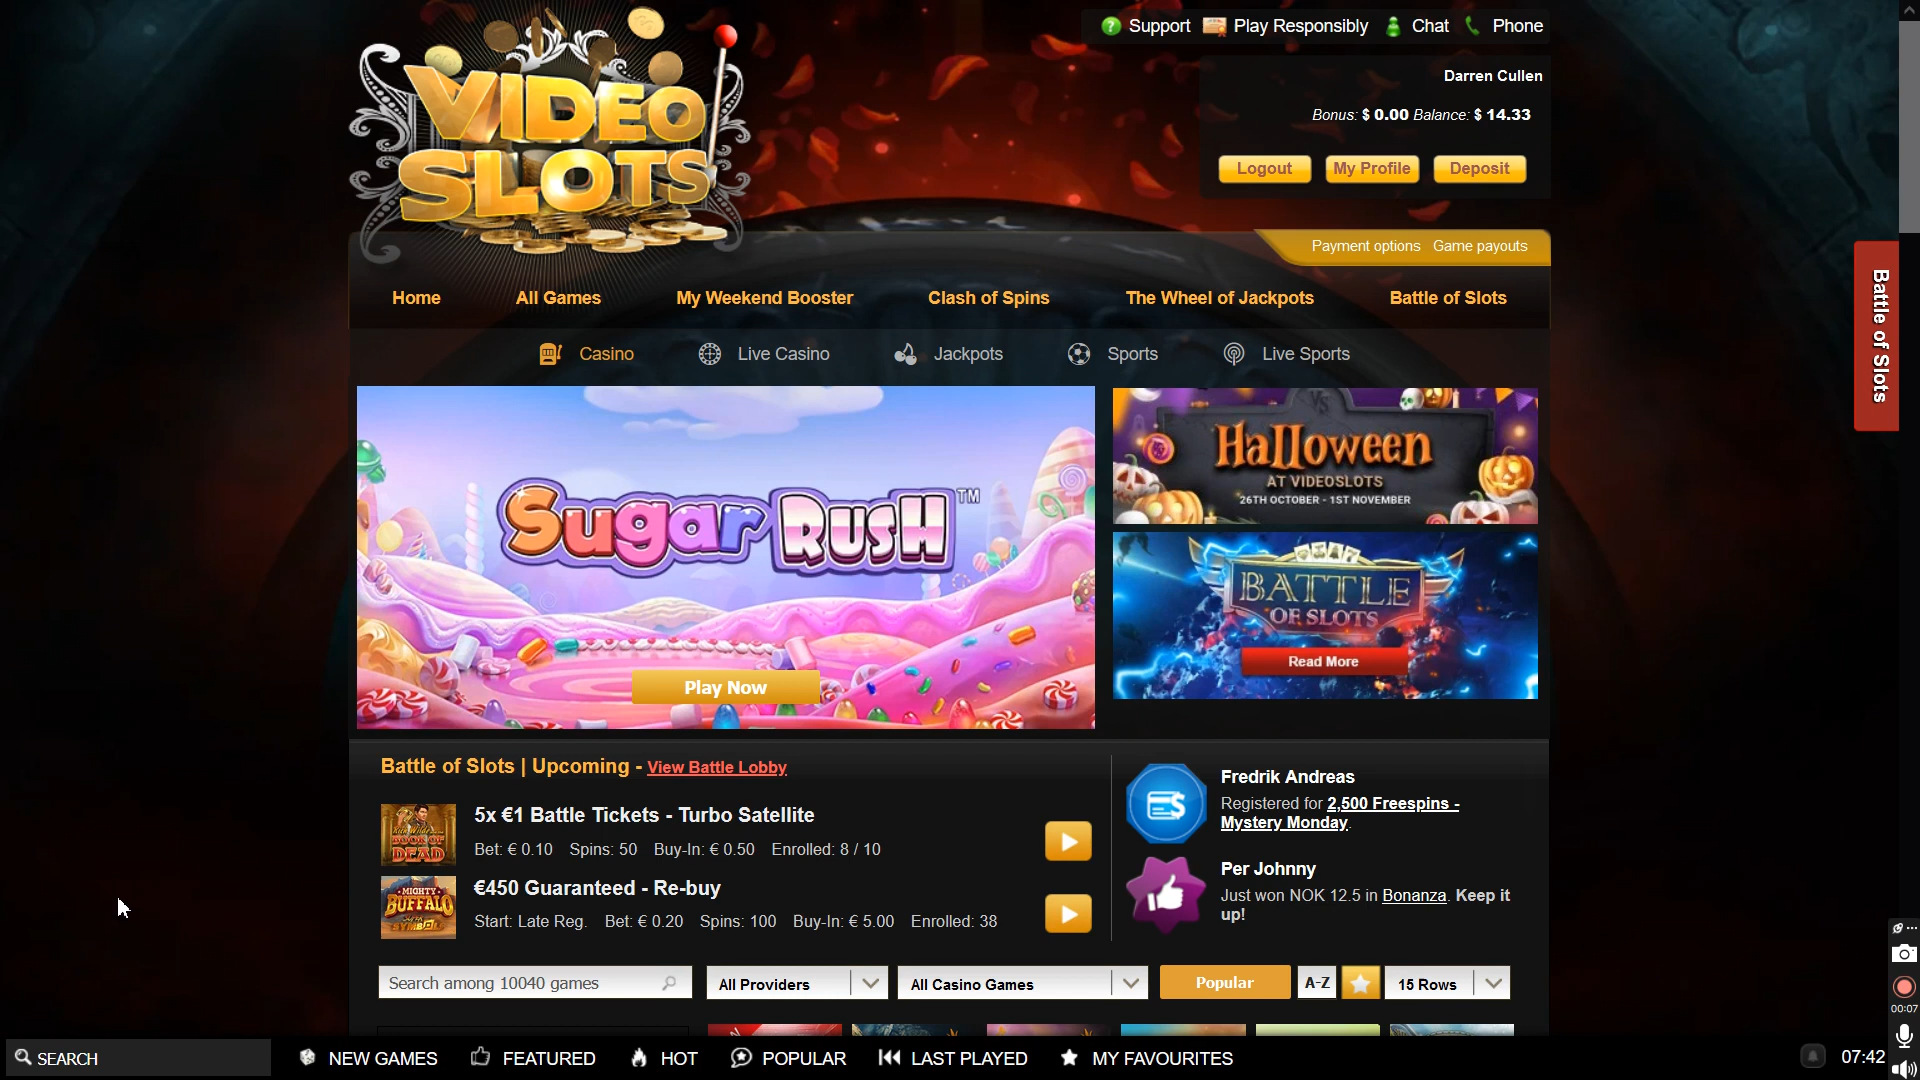 Support Play Responsibly Chat Phone
Darren Cullen
Bonus: $ 0.00 Balance: $ 14.33
Logout My Profile Deposit
VIDEO
SLOTS
Payment options Game payouts
Home All Games My Weekend Booster Clash of Spins The Wheel of Jackpots Battle of Slots
Casino Live Casino Jackpots Sports Live Sports
Battle of Slots
Sugar RUSH™
Play Now
VS
Halloween
AT VIDEOSLOTS
26TH OCTOBER - 1ST NOVEMBER
BATTLE
OF SLOTS
Read More
Battle of Slots | Upcoming - View Battle Lobby
BOOK OF
DEAD
5x €1 Battle Tickets - Turbo Satellite
Bet: € 0.10 Spins: 50 Buy-In: € 0.50 Enrolled: 8 / 10
MIGHTY
BUFFALO
€450 Guaranteed - Re-buy
Start: Late Reg. Bet: € 0.20 Spins: 100 Buy-In: € 5.00 Enrolled: 38
Fredrik Andreas
Registered for 2,500 Freespins -
Mystery Monday.
Per Johnny
Just won NOK 12.5 in Bonanza. Keep it
up!
Search among 10040 games All Providers All Casino Games Popular A-Z 15 Rows
00:07
SEARCH NEW GAMES FEATURED HOT POPULAR LAST PLAYED MY FAVOURITES 07:42